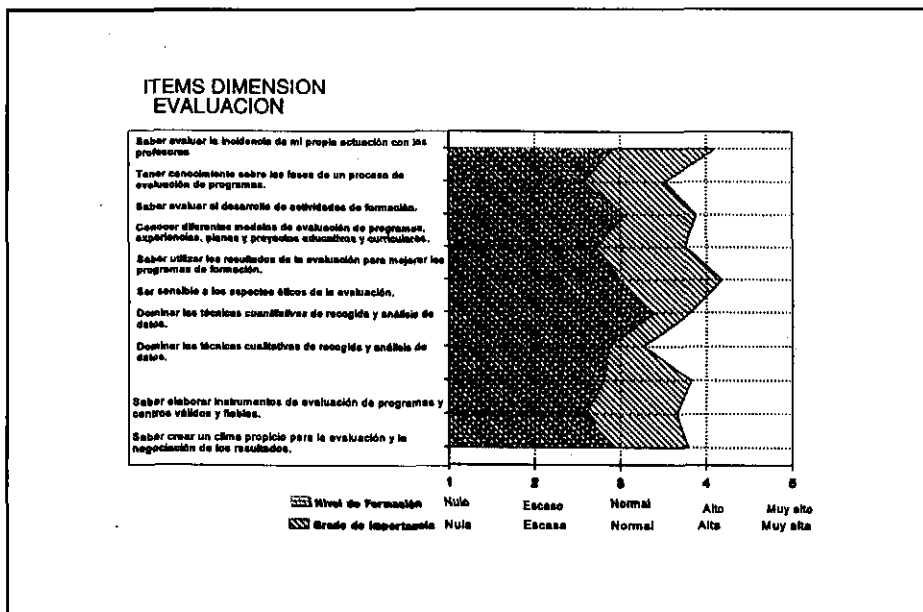 ITEMS DIMENSION
EVALUACION
Saber evaluar la incidencia de mi propia actuación con los
profesores
Tener conocimiento sobre las fases de un proceso de
evaluación de programas.
Saber evaluar el desarrollo de actividades de formación.
Conocer diferentes modelos de evaluación de programas,
experiencias, planes y proyectos educativos y curriculares.
Saber utilizar los resultados de la evaluación para mejorar los
programas de formación.
Ser sensible a los aspectos éticos de la evaluación.
Dominar las técnicas cuantitativas de recogida y análisis de
datos.
Dominar las técnicas cualitativas de recogida y análisis de
datos.
Saber elaborar instrumentos de evaluación de programas y
centros válidos y fiables.
Saber crear un clima propicio para la evaluación y la
negociación de los resultados.
1 2 3 4 5
Nivel de Formación Nulo Escaso Normal Alto Muy alto
Grado de Importancia Nula Escasa Normal Alta Muy alta